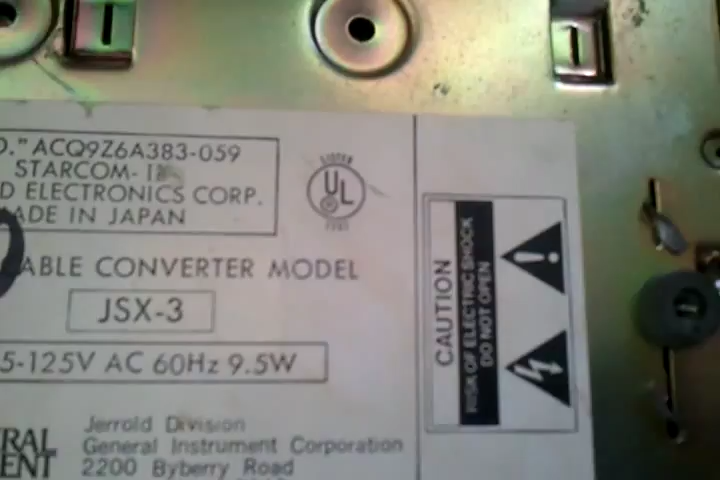 O." ACQ9Z6A383-059
STARCOM-
D ELECTRONICS CORP.
ADE IN JAPAN
LISTED
UL
ABLE CONVERTER MODEL
JSX-3
5-125V AC 60Hz 9.5W
RAL
ENT
Jerrold Division
General Instrument Corporation
2200 Byberry Road
CAUTION
RISK OF ELECTRIC SHOCK
DO NOT OPEN